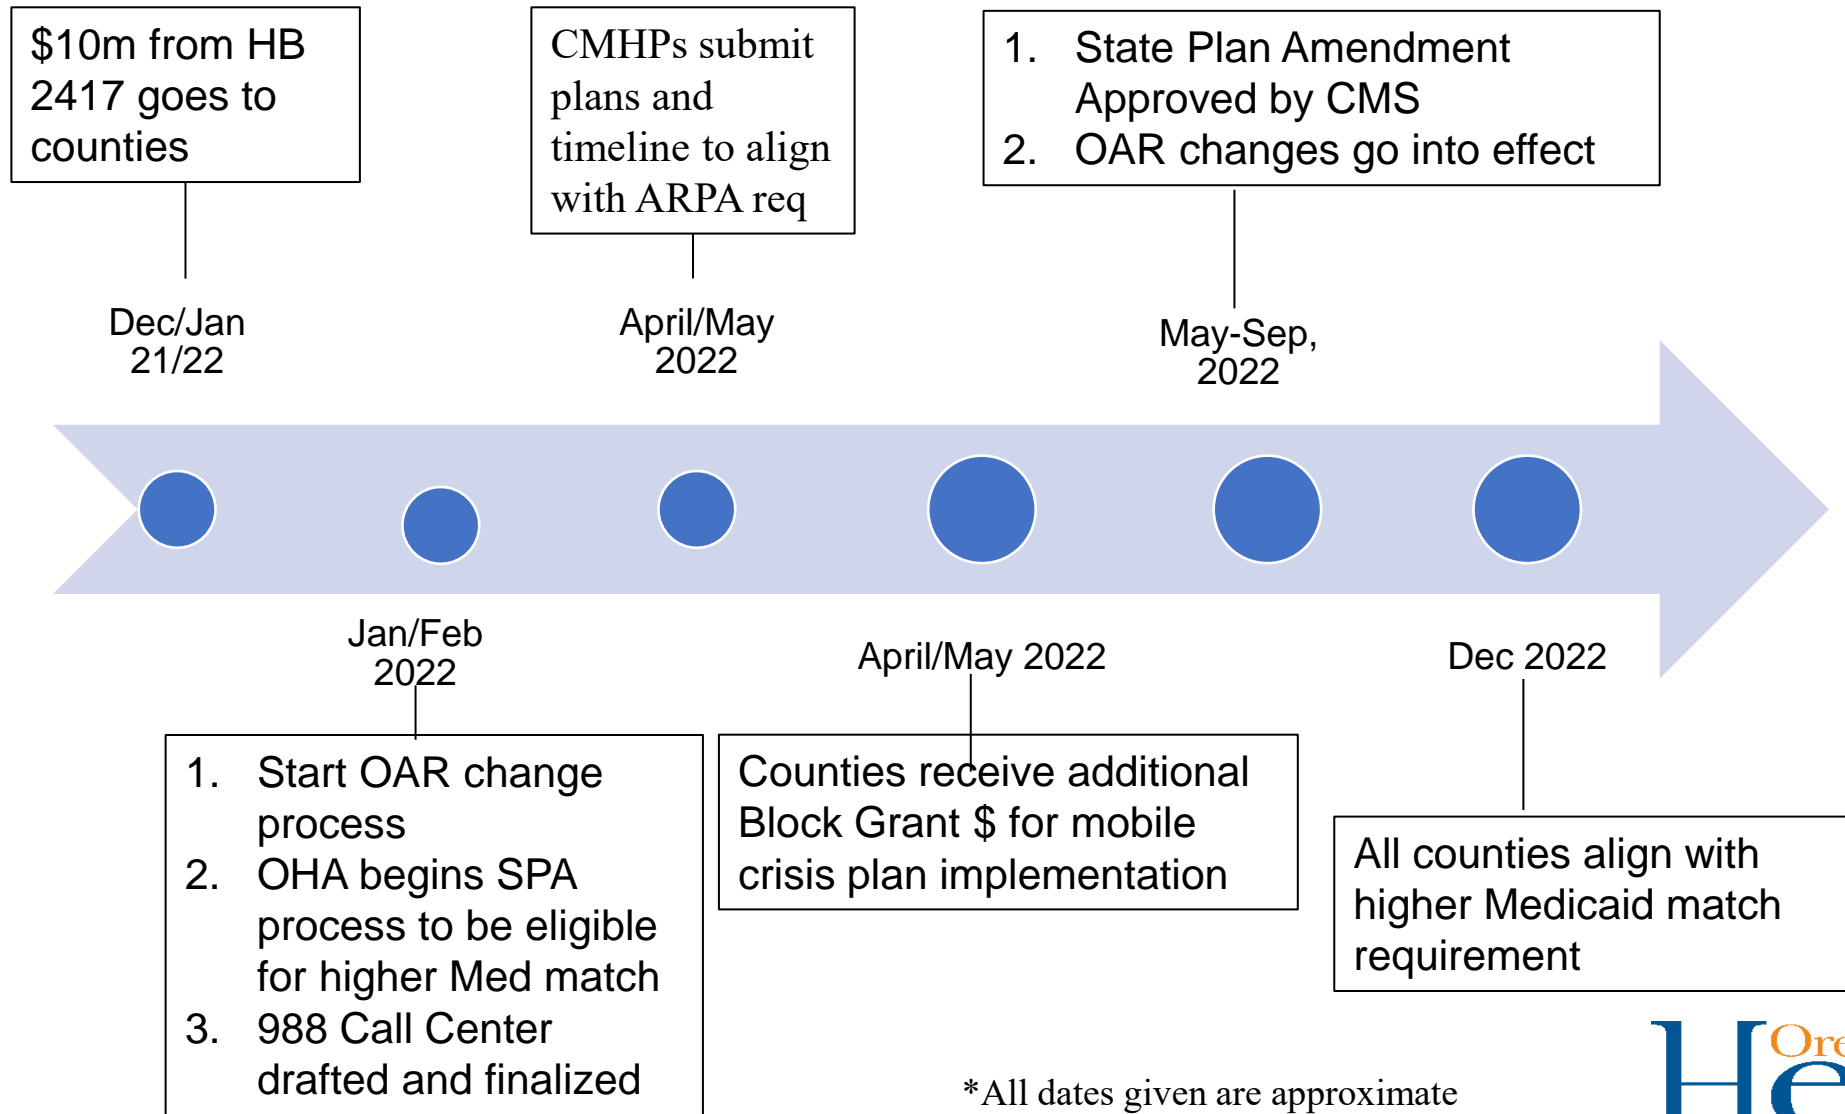 $10m from HB
2417 goes to
counties
CMHPs submit
plans and
timeline to align
with ARPA req
1. State Plan Amendment
Approved by CMS
2. OAR changes go into effect
Dec/Jan
21/22
April/May
2022
May-Sep,
2022
Jan/Feb
2022
April/May 2022
Dec 2022
1. Start OAR change
process
2. OHA begins SPA
process to be eligible
for higher Med match
3. 988 Call Center
drafted and finalized
Counties receive additional
Block Grant $ for mobile
crisis plan implementation
All counties align with
higher Medicaid match
requirement
*All dates given are approximate